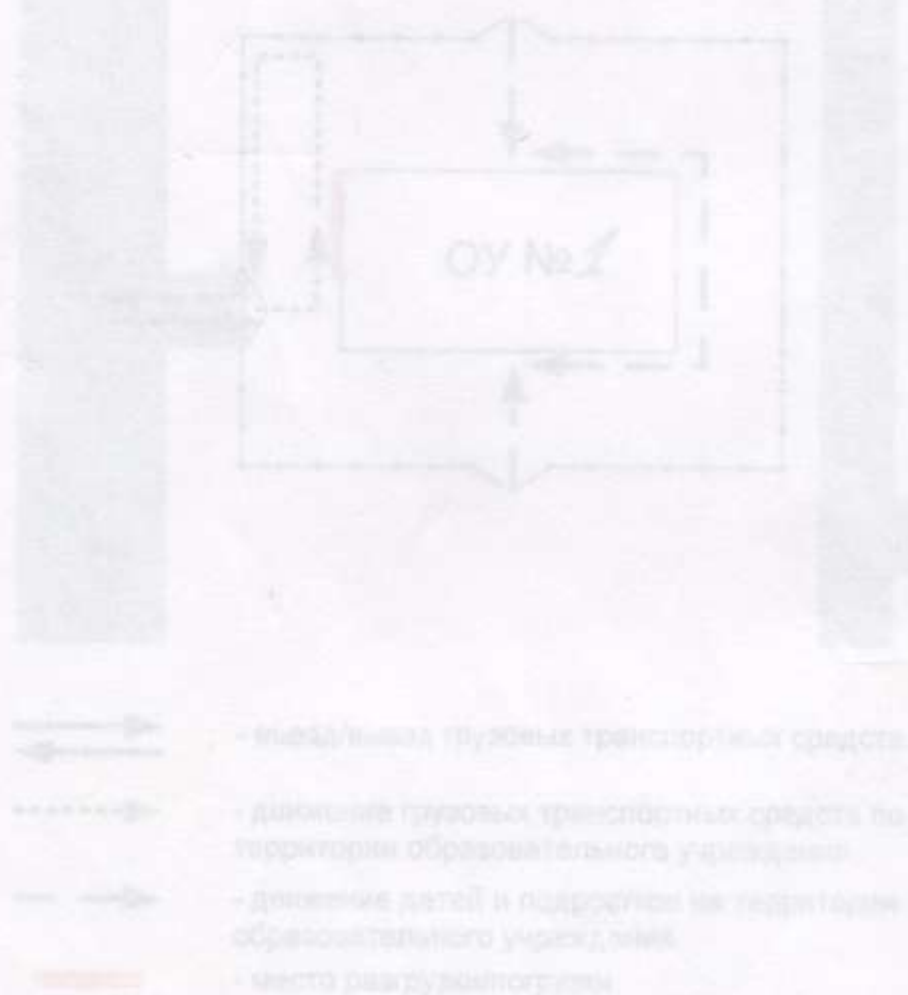 ОУ №1
- въезд/выезд грузовых транспортных средств
- движение грузовых транспортных средств по
территории образовательного учреждения
- движение детей и подростков на территории
образовательного учреждения
- место разгрузки/погрузки